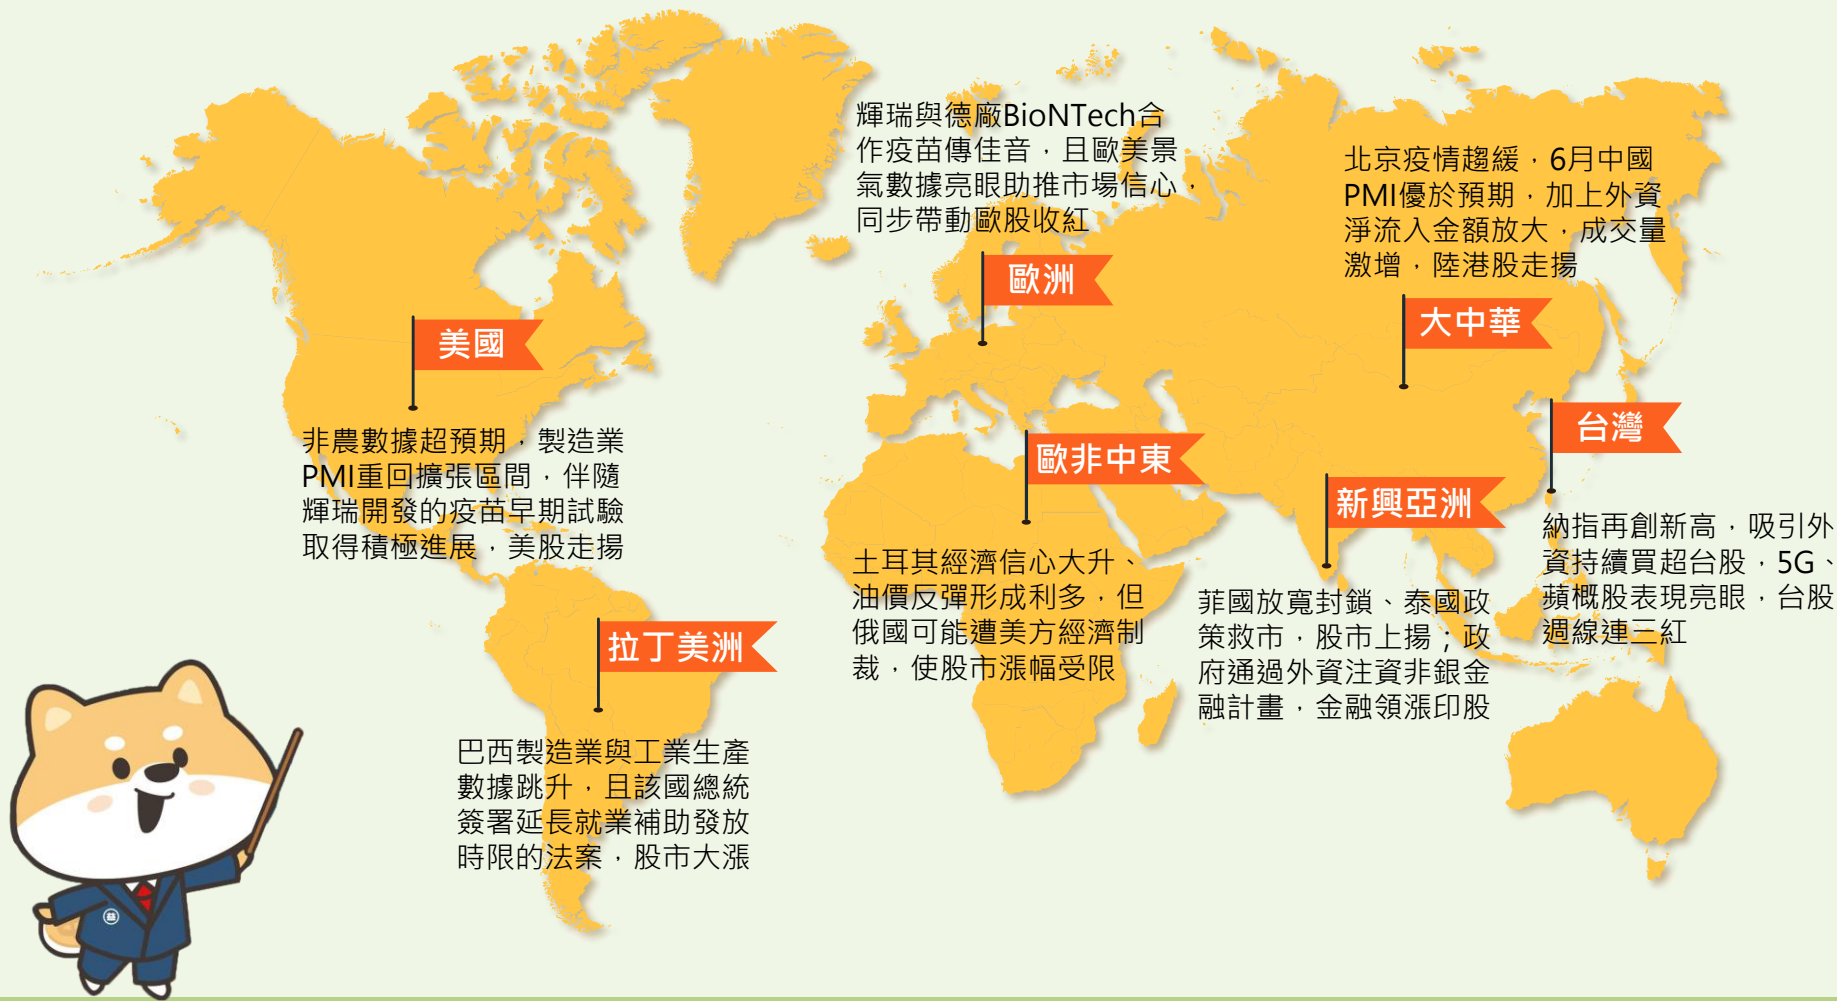 輝瑞與德廠BioNTech合
作疫苗傳佳音，且歐美景
氣數據亮眼助推市場信心，
同步帶動歐股收紅
歐洲
北京疫情趨緩，6月中國
PMI優於預期，加上外資
淨流入金額放大，成交量
激增，陸港股走揚
大中華
美國
非農數據超預期，製造業
PMI重回擴張區間，伴隨
輝瑞開發的疫苗早期試驗
取得積極進展，美股走揚
台灣
納指再創新高，吸引外
資持續買超台股，5G、
蘋概股表現亮眼，台股
週線連三紅
歐非中東
土耳其經濟信心大升、
油價反彈形成利多，但
俄國可能遭美方經濟制
裁，使股市漲幅受限
新興亞洲
菲國放寬封鎖、泰國政
策救市，股市上揚；政
府通過外資注資非銀金
融計畫，金融領漲印股
拉丁美洲
巴西製造業與工業生產
數據跳升，且該國總統
簽署延長就業補助發放
時限的法案，股市大漲